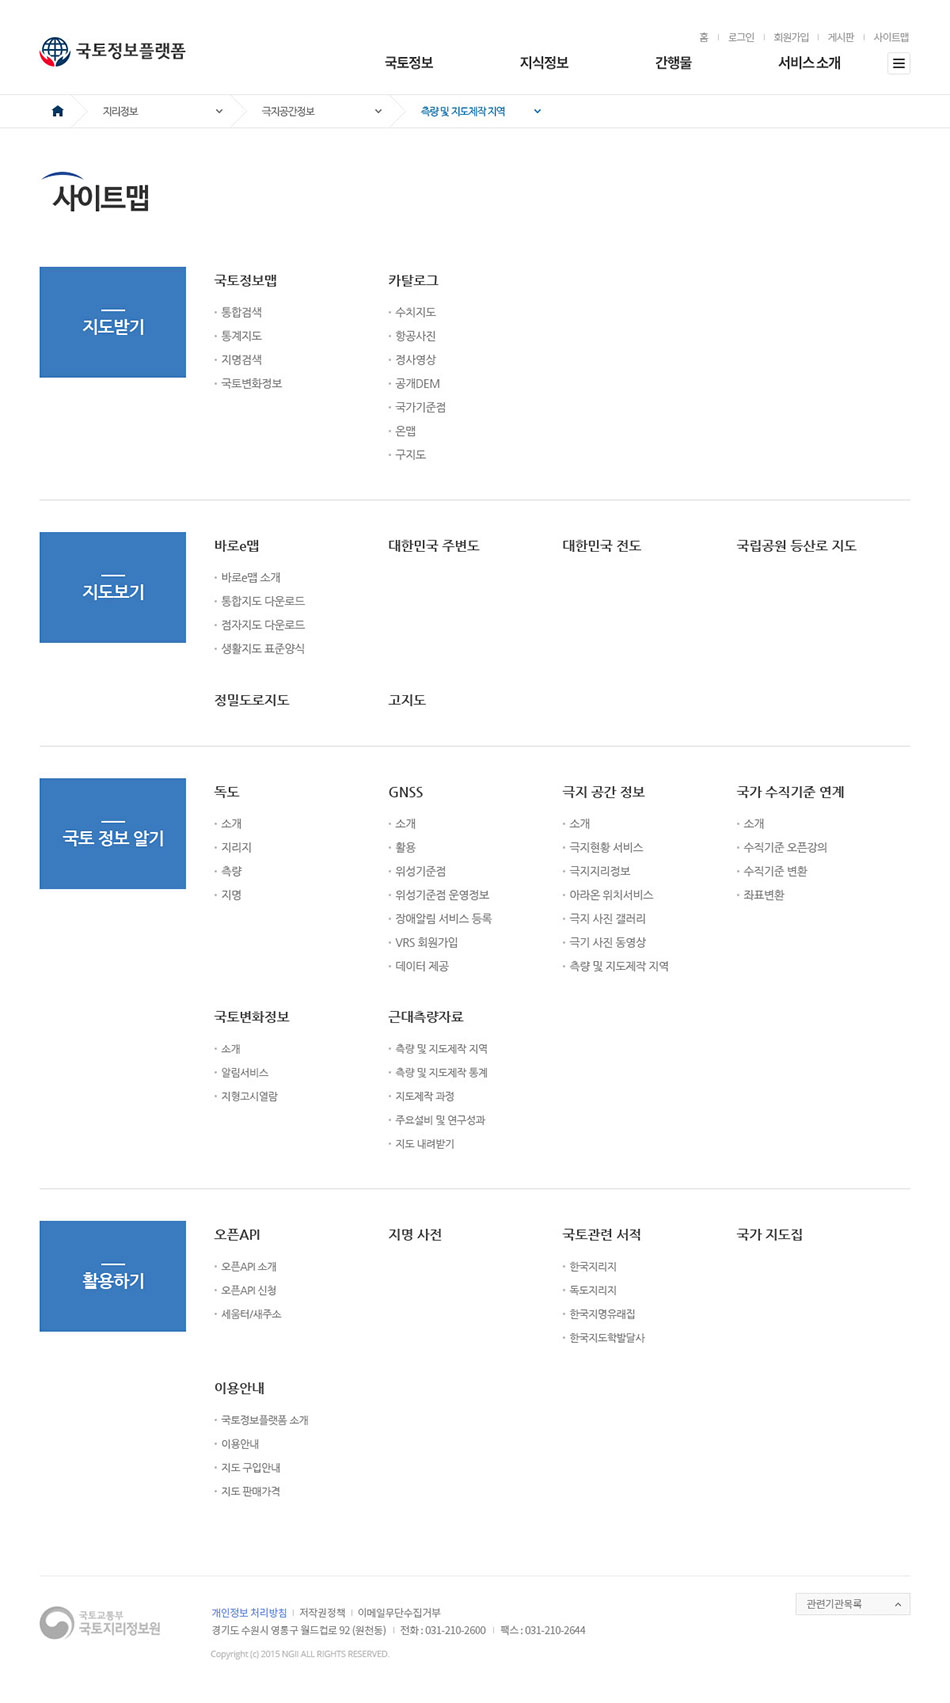 국토정보플랫폼
홈 로그인 회원가입 게시판 사이트맵
국토정보 지식정보 간행물 서비스 소개
지리정보 극지공간정보 측량 및 지도제작 지역
사이트맵
지도받기
국토정보맵
통합검색
통계지도
지명검색
국토변화정보
카탈로그
수치지도
항공사진
정사영상
공개DEM
국가기준점
온맵
구지도
지도보기
바로e맵
바로e맵 소개
통합지도 다운로드
점자지도 다운로드
생활지도 표준양식
대한민국 주변도
대한민국 전도
국립공원 등산로 지도
정밀도로지도
고지도
국토 정보 알기
독도
소개
지리지
측량
지명
GNSS
소개
활용
위성기준점
위성기준점 운영정보
장애알림 서비스 등록
VRS 회원가입
데이터 제공
극지 공간 정보
소개
극지현황 서비스
극지지리정보
아라온 위치서비스
극지 사진 갤러리
극기 사진 동영상
측량 및 지도제작 지역
국가 수직기준 연계
소개
수직기준 오픈강의
수직기준 변환
좌표변환
국토변화정보
소개
알림서비스
지형고시열람
근대측량자료
측량 및 지도제작 지역
측량 및 지도제작 통계
지도제작 과정
주요설비 및 연구성과
지도 내려받기
활용하기
오픈API
오픈API 소개
오픈API 신청
세움터/새주소
지명 사전
국토관련 서적
한국지리지
독도지리지
한국지명유래집
한국지도학발달사
국가 지도집
이용안내
국토정보플랫폼 소개
이용안내
지도 구입안내
지도 판매가격
국토교통부
국토지리정보원
개인정보 처리방침 저작권정책 이메일무단수집거부
경기도 수원시 영통구 월드컵로 92 (원천동) 전화 : 031-210-2600 팩스 : 031-210-2644
Copyright (c) 2015 NGII ALL RIGHTS RESERVED.
관련기관목록